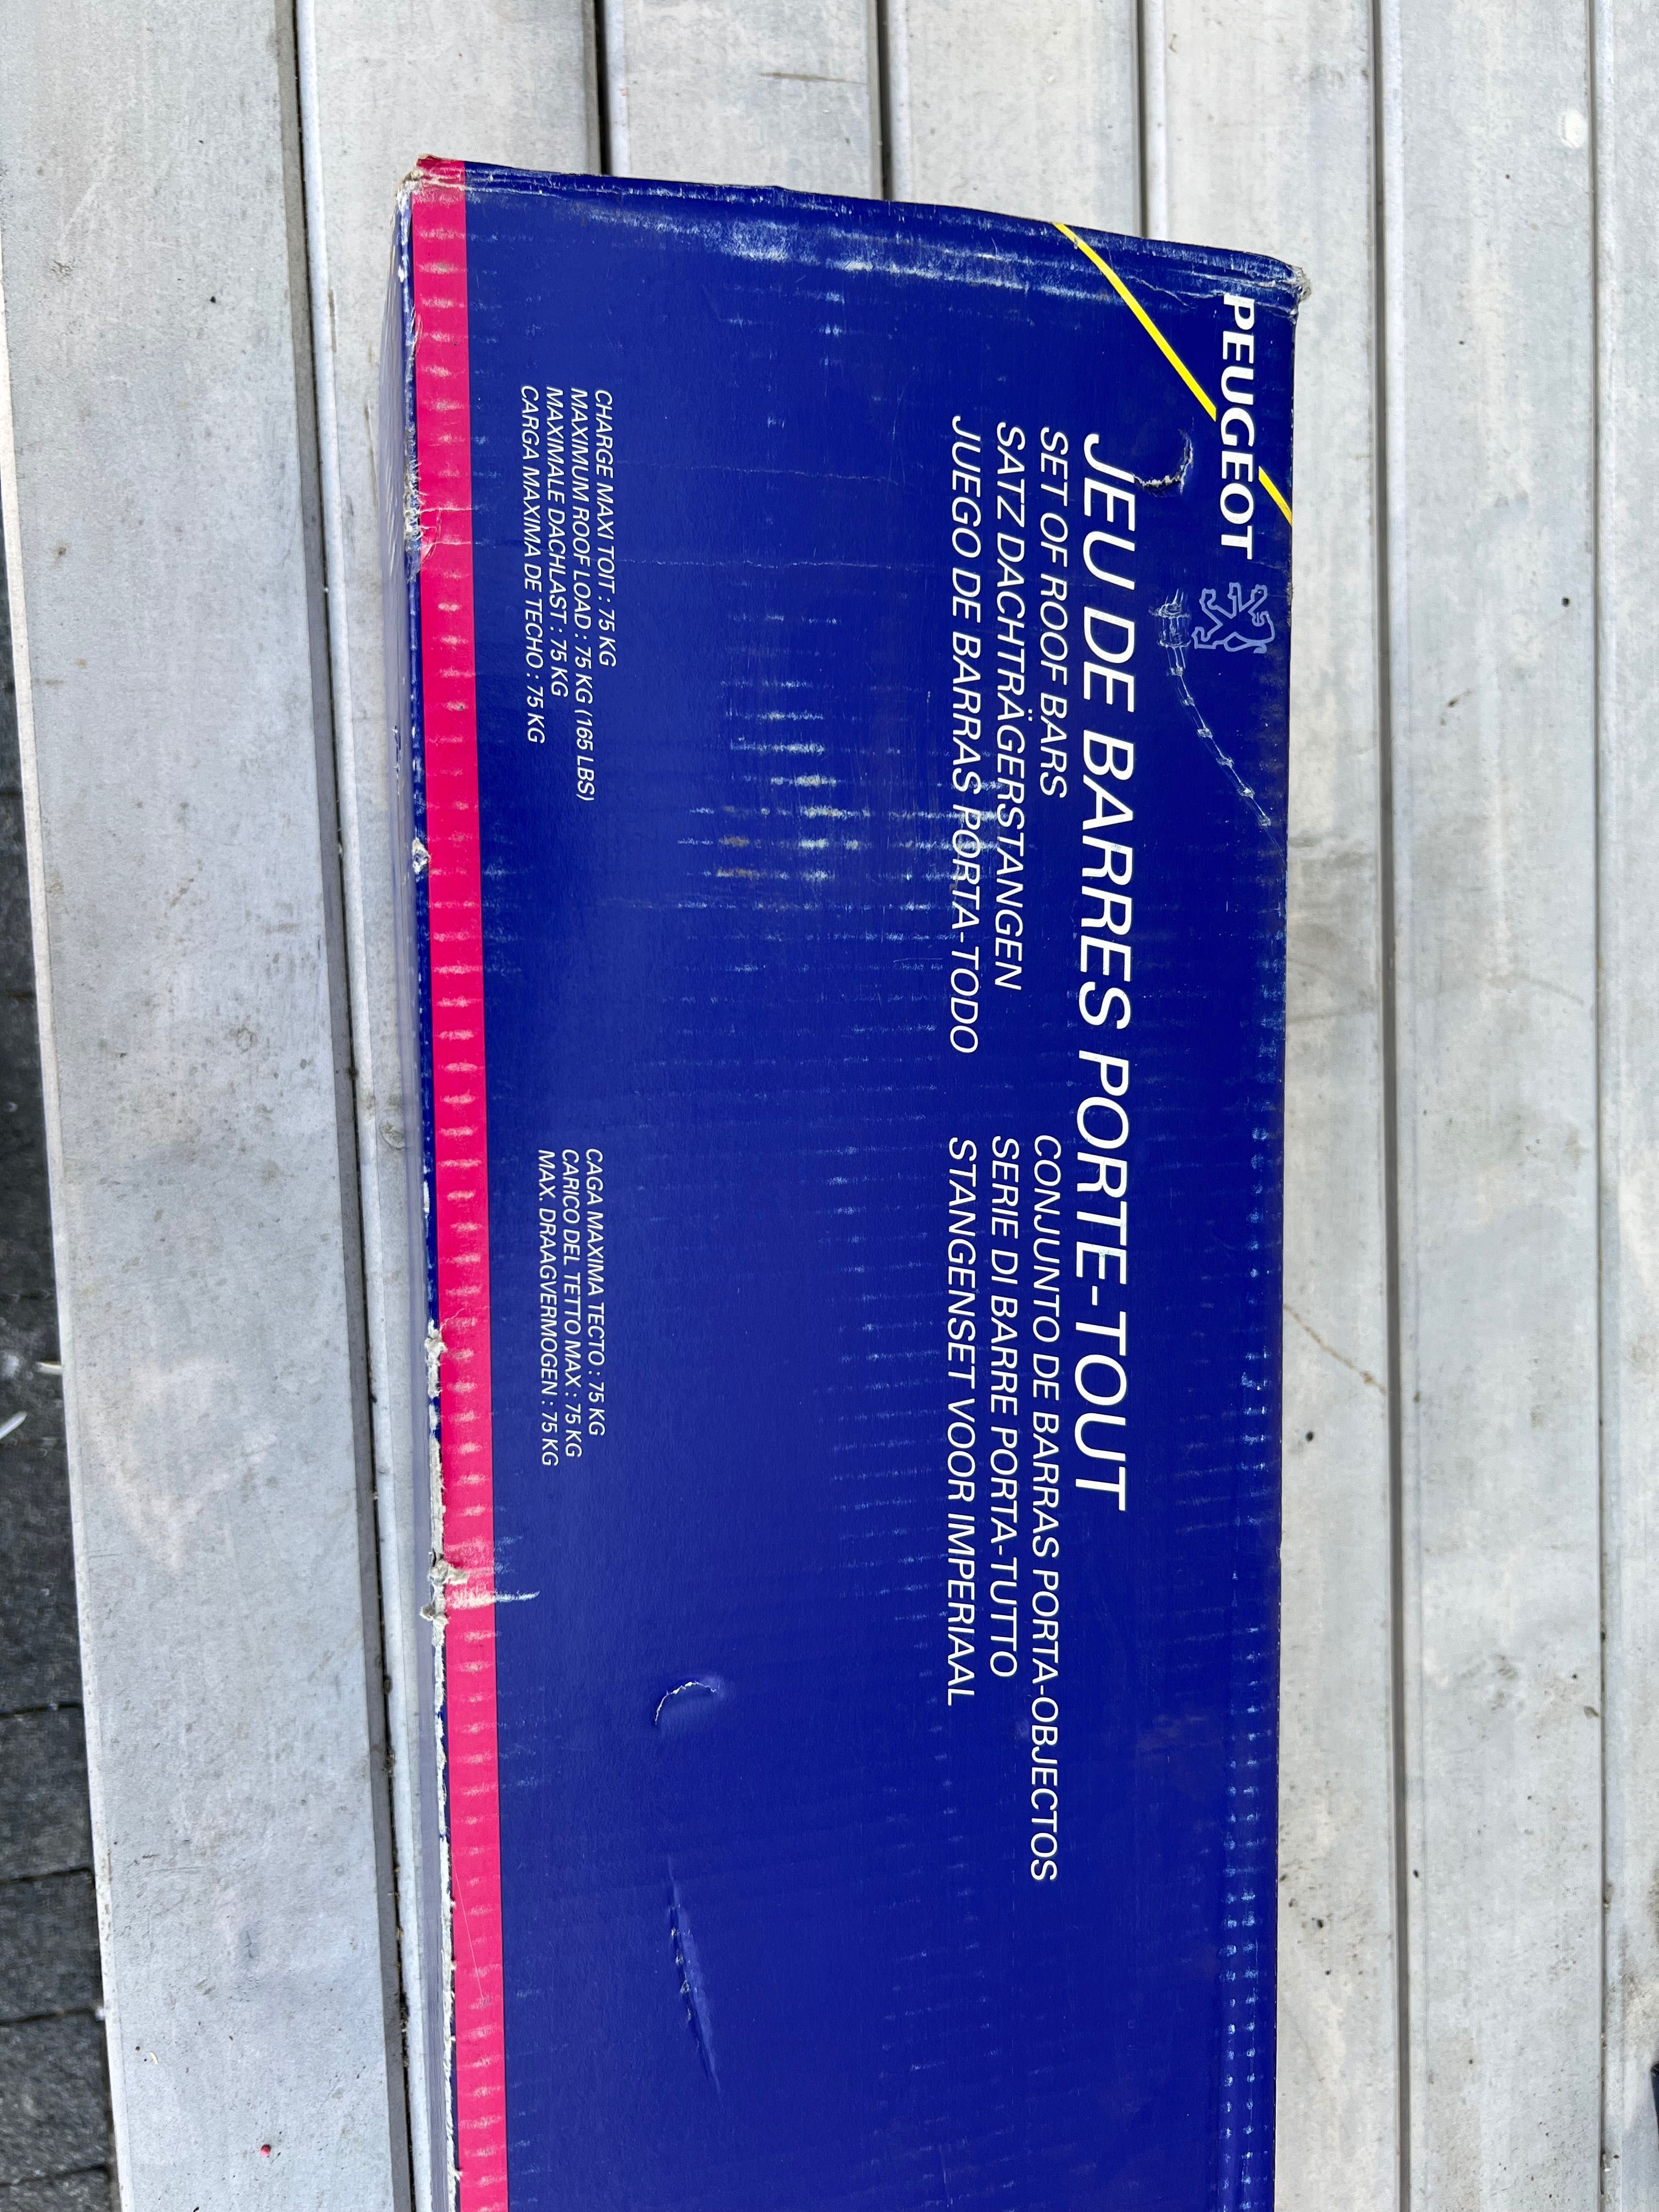 PEUGEOT
JEU DE BARRES PORTE-TOUT
SET OF ROOF BARS
SATZ DACHTRÄGERSTANGEN
JUEGO DE BARRAS PORTA-TODO
CONJUNTO DE BARRAS PORTA-OBJECTOS
SERIE DI BARRE PORTA-TUTTO
STANGENSET VOOR IMPERIAAL
CHARGE MAXI TOIT : 75 KG
MAXIMUM ROOF LOAD : 75 KG (165 LBS)
MAXIMALE DACHLAST : 75 KG
CARGA MAXIMA DE TECHO : 75 KG
CAGA MAXIMA TECTO : 75 KG
CARICO DEL TETTO MAX : 75 KG
MAX. DRAAGVERMOGEN : 75 KG